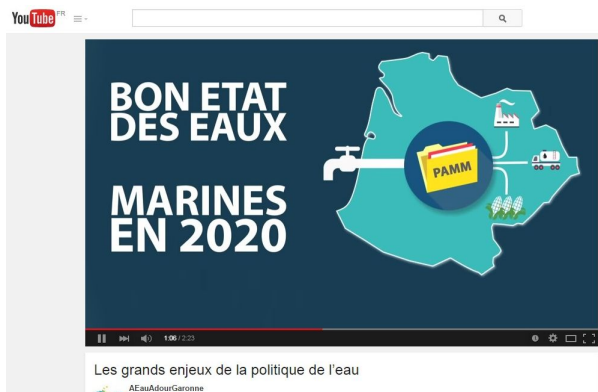 YouTube FR
BON ETAT
DES EAUX
MARINES
EN 2020
PAMM
1:06 / 2:23
Les grands enjeux de la politique de l'eau
AEauAdourGaronne